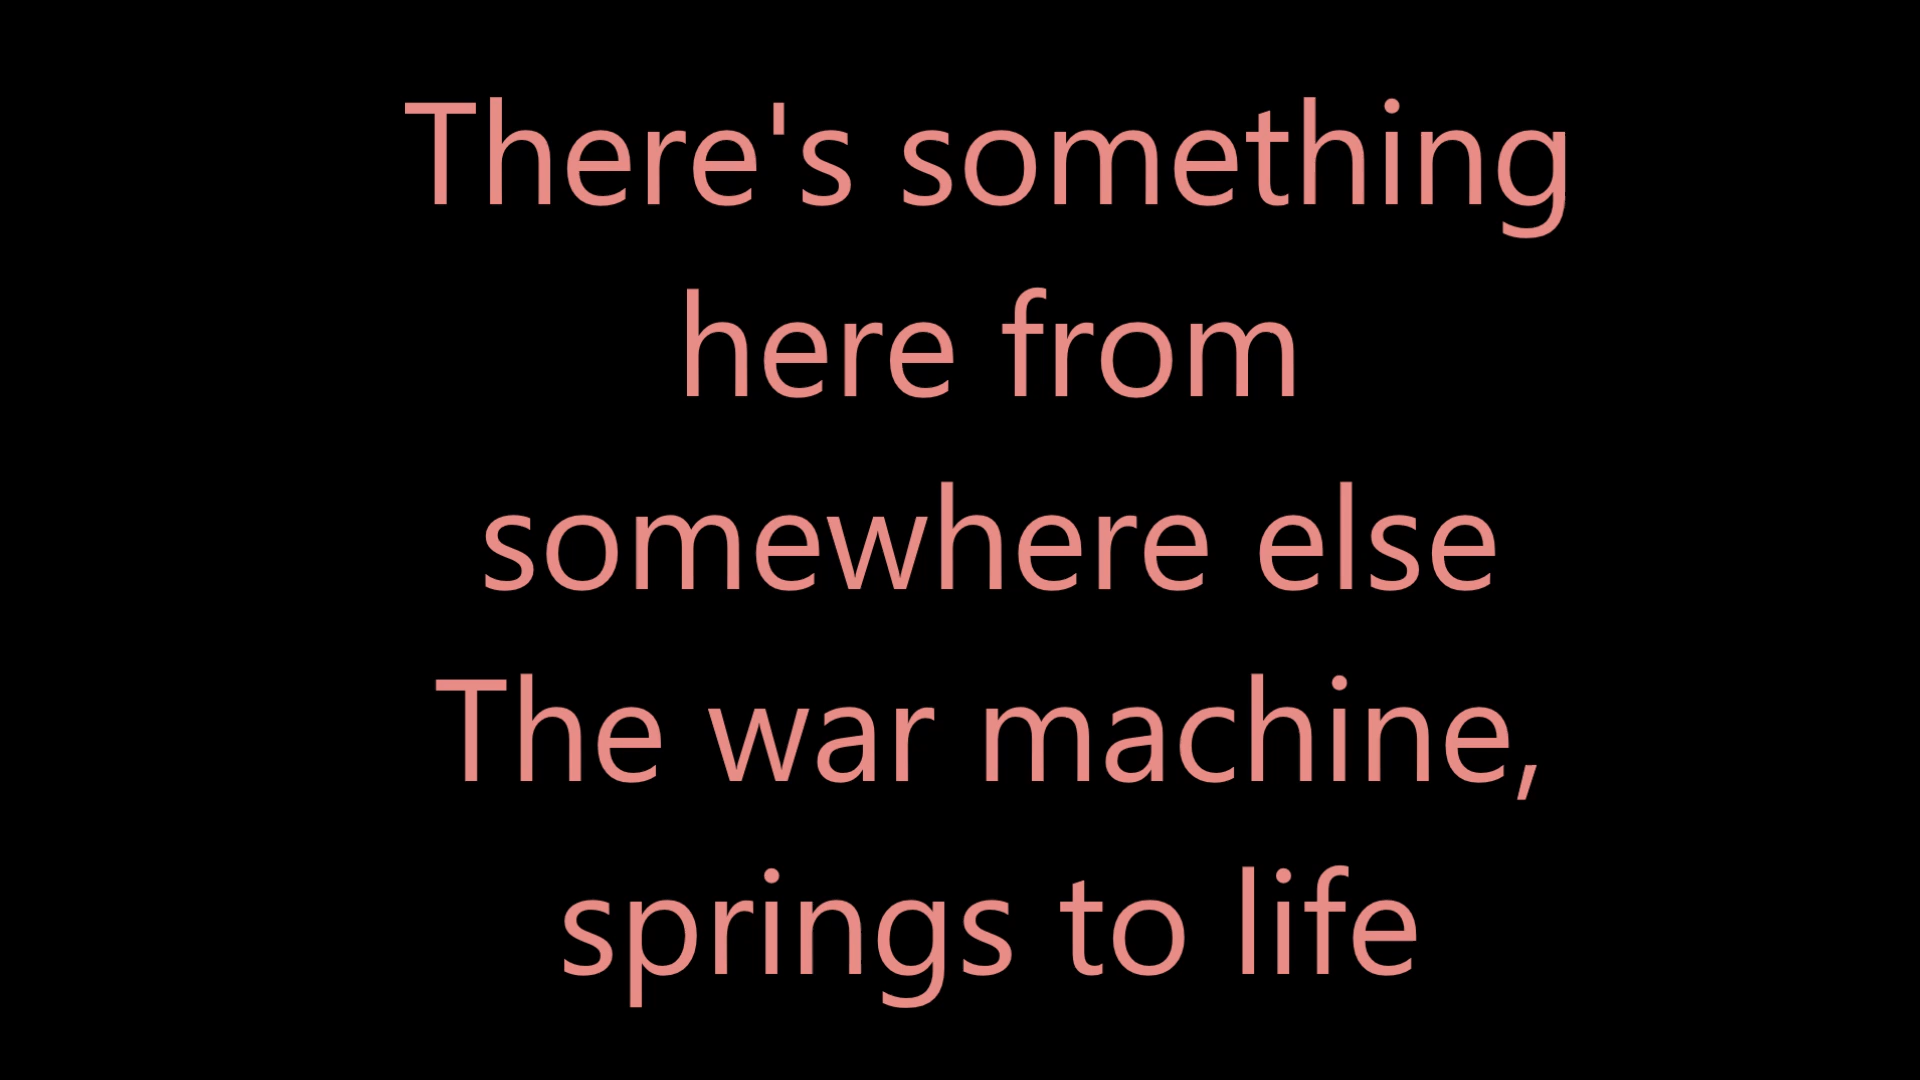 There's something
here from
somewhere else
The war machine,
springs to life